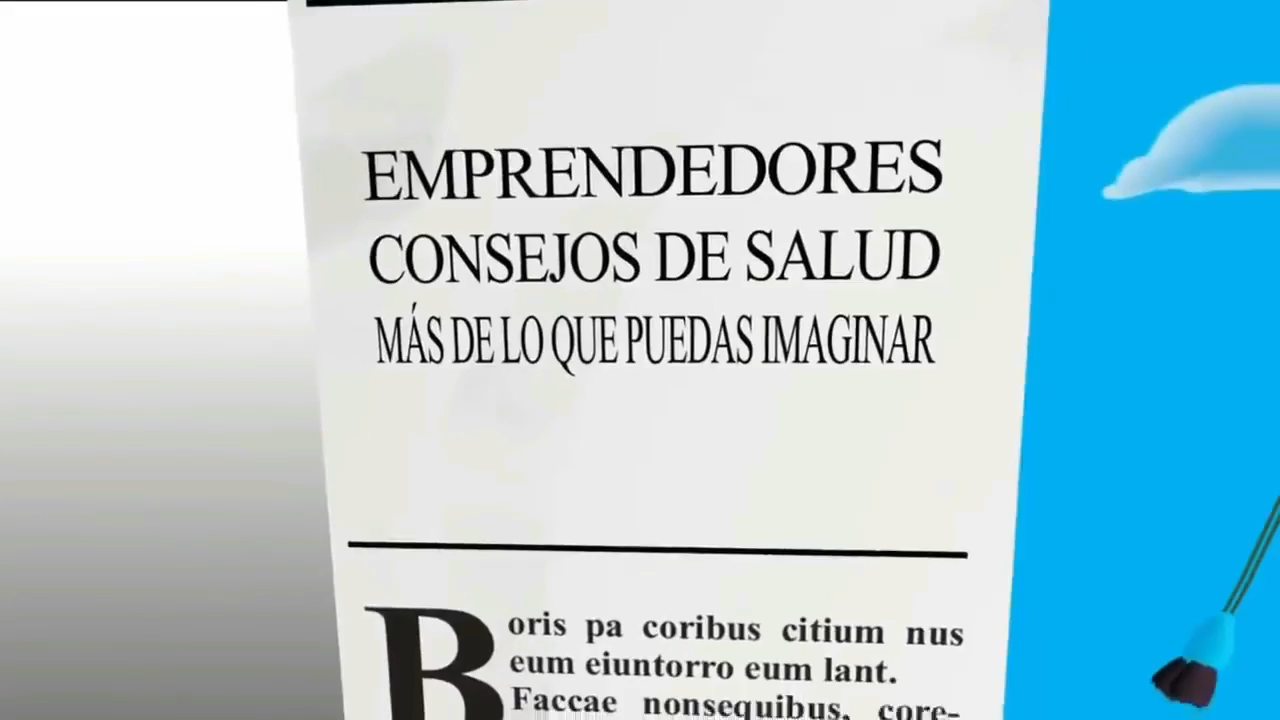 EMPRENDEDORES
CONSEJOS DE SALUD
MÁS DE LO QUE PUEDAS IMAGINAR
Boris pa coribus citium nus
eum eiuntorro eum lant.
Faccae nonsequibus, core-